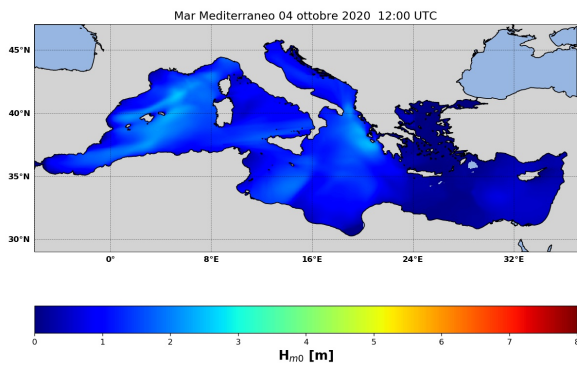 Mar Mediterraneo 04 ottobre 2020 12:00 UTC
45°N
40°N
35°N
30°N
0° 8°E 16°E 24°E 32°E
0 1 2 3 4 5 6 7 8
Hm0 [m]